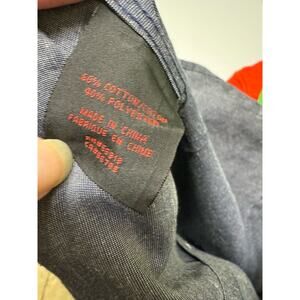 60% COTTON/COTON
40% POLYESTER
MADE IN CHINA
FABRIQUE EN CHINE